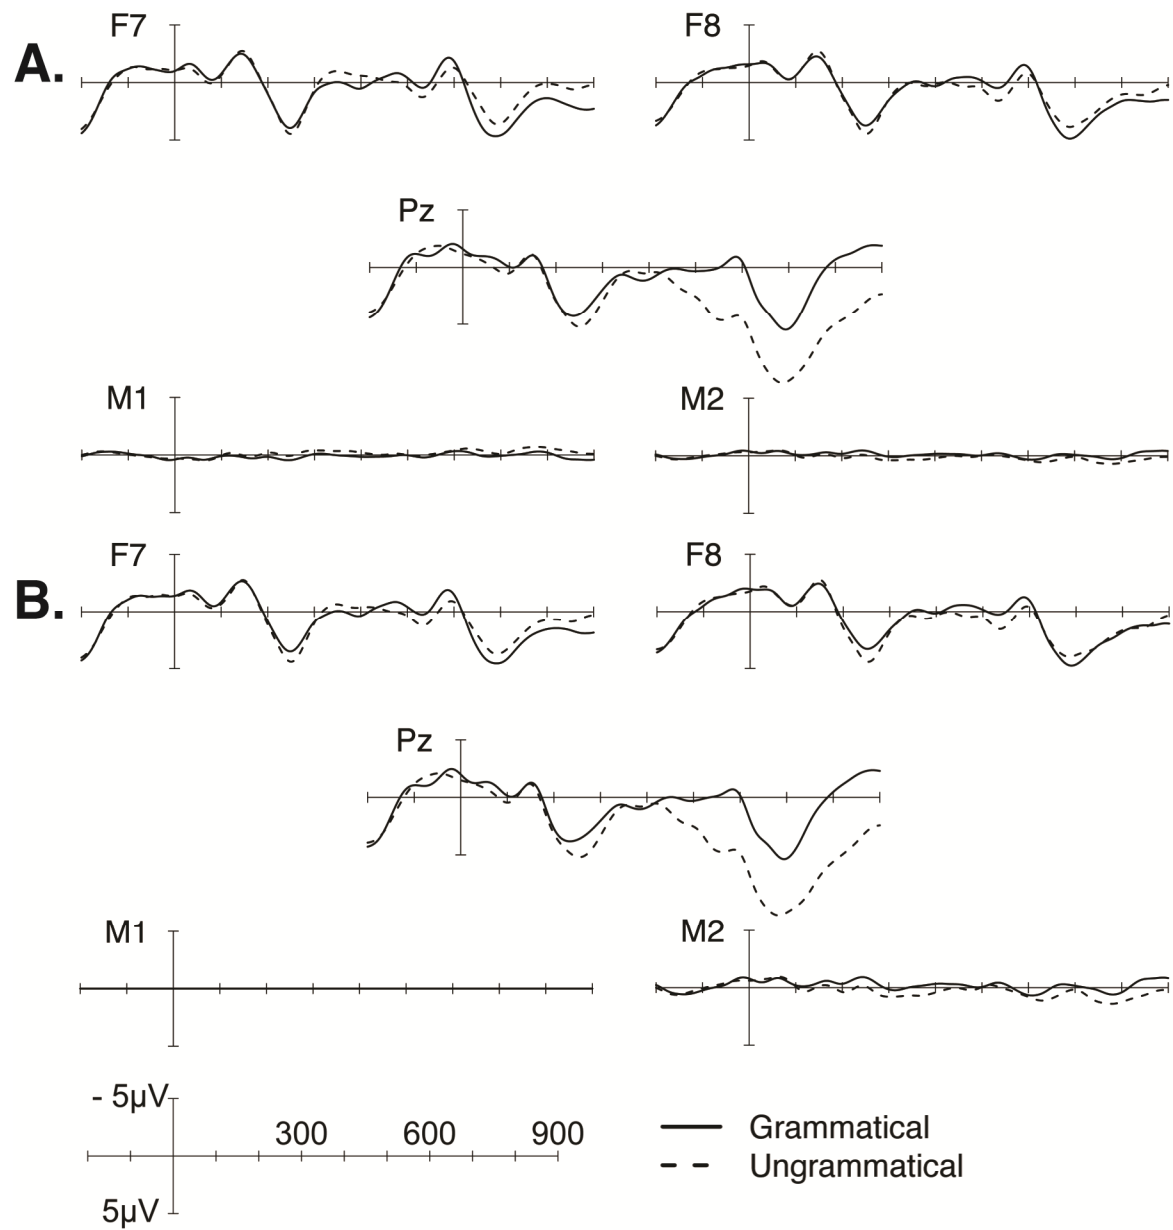 A.
F7
F8
Pz
M1
M2
B.
F7
F8
Pz
M1
M2
- 5µV
300 600 900
5µV
Grammatical
Ungrammatical